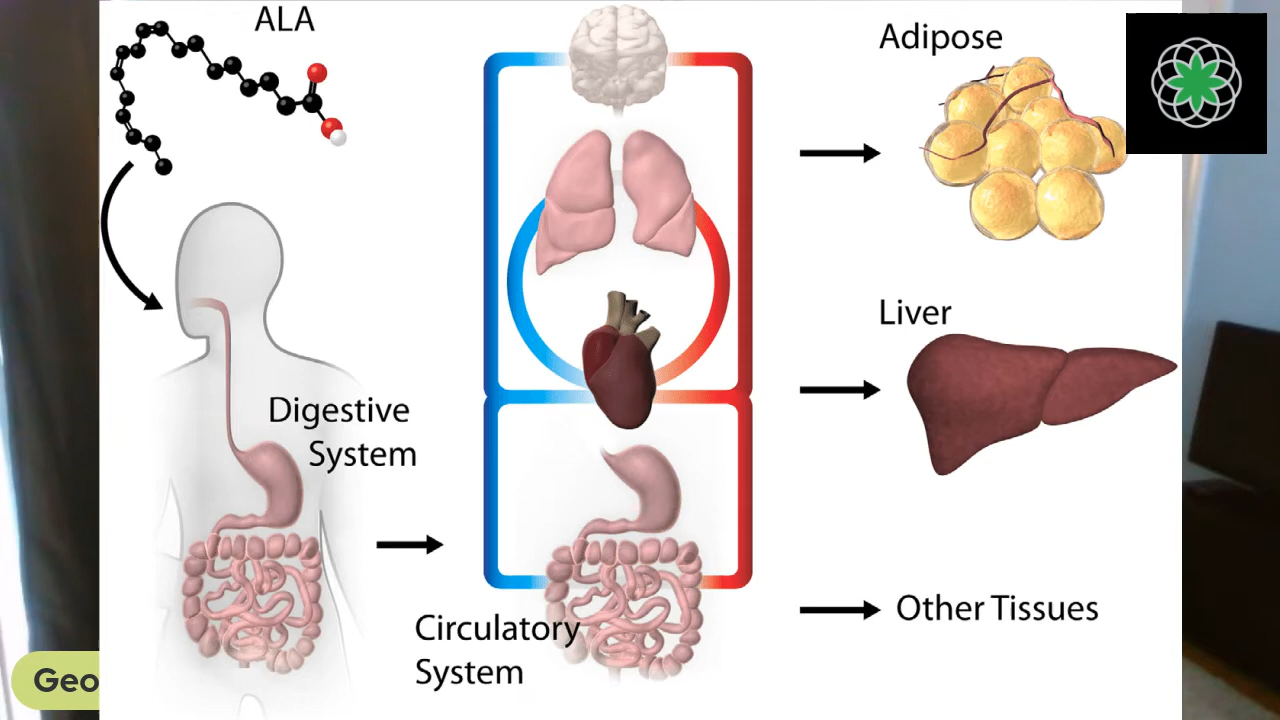 ALA
Adipose
Liver
Digestive
System
Circulatory
System
Other Tissues
Geo